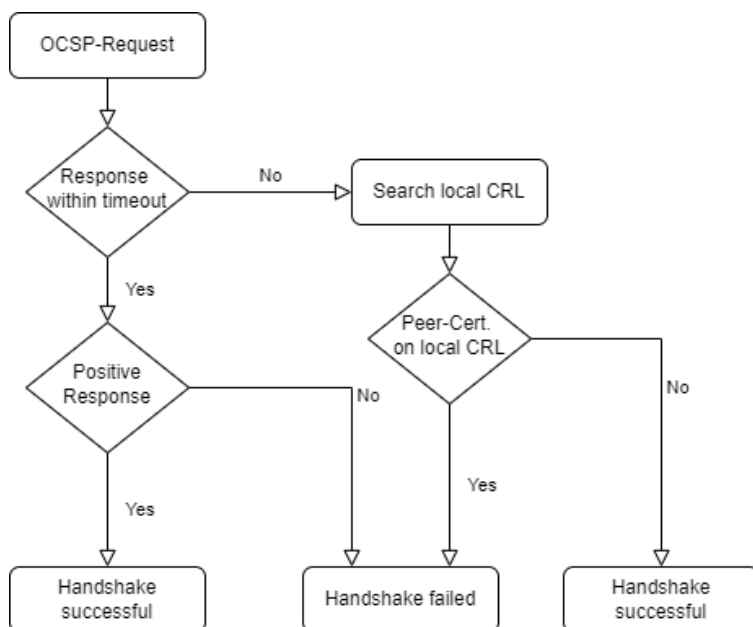 OCSP-Request
Response
within timeout
No
Search local CRL
Yes
Peer-Cert.
on local CRL
Positive
Response
No
No
Yes
Yes
Handshake
successful
Handshake failed
Handshake
successful